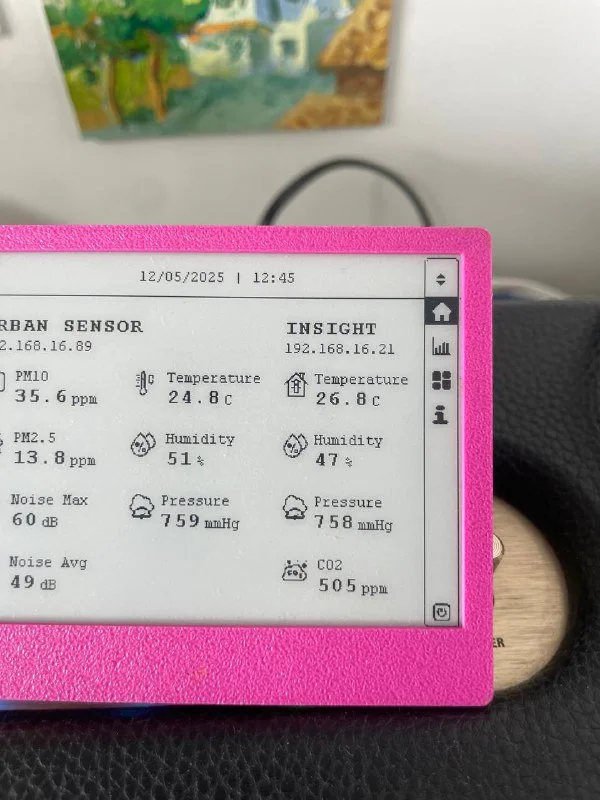 12/05/2025 | 12:45
RBAN SENSOR
2.168.16.89
PM10
35.6 ppm
PM2.5
13.8 ppm
Noise Max
60 dB
Noise Avg
49 dB
Temperature
24.8 C
Humidity
51 %
Pressure
759 mmHg
INSIGHT
192.168.16.21
Temperature
26.8 C
Humidity
47 %
Pressure
758 mmHg
CO2
505 ppm
ER